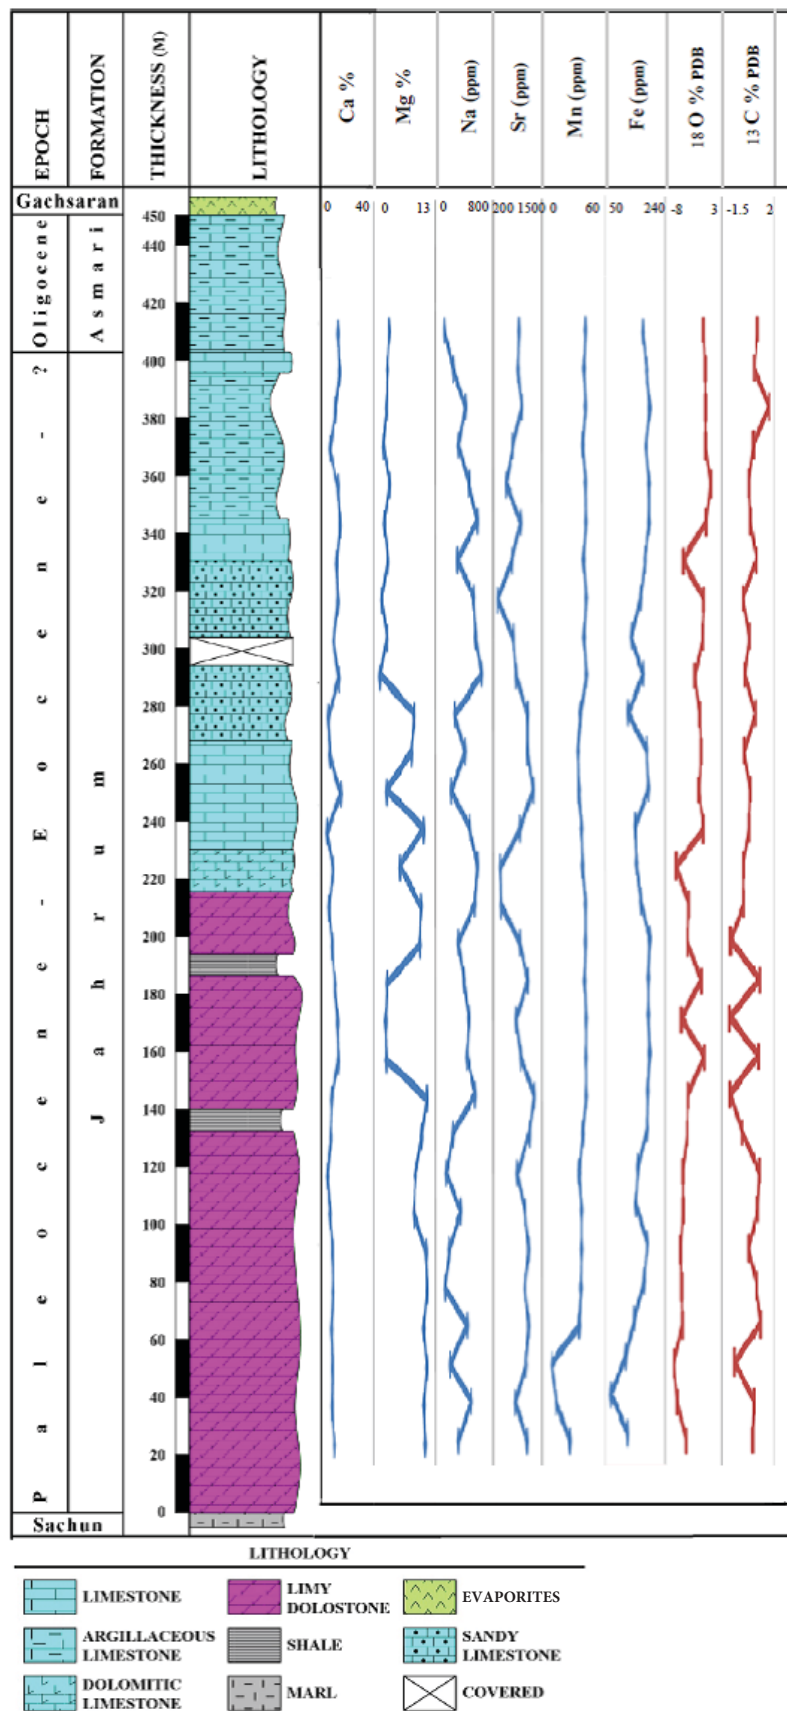 EPOCH
FORMATION
THICKNESS (M)
LITHOLOGY
Ca %
Mg %
Na (ppm)
Sr (ppm)
Mn (ppm)
Fe (ppm)
18 O % PDB
13 C % PDB
Gachsaran
0 40 0 13 0 800 200 1500 0 60 50 240 -8 3 -1.5 2
Oligocene
Asmari
Paleocene-Eocene-?
Jahrum
450
440
420
400
380
360
340
320
300
280
260
240
220
200
180
160
140
120
100
80
60
40
20
0
Sachun
LITHOLOGY
LIMESTONE
LIMY
DOLOSTONE
EVAPORITES
ARGILLACEOUS
LIMESTONE
SHALE
SANDY
LIMESTONE
DOLOMITIC
LIMESTONE
MARL
COVERED